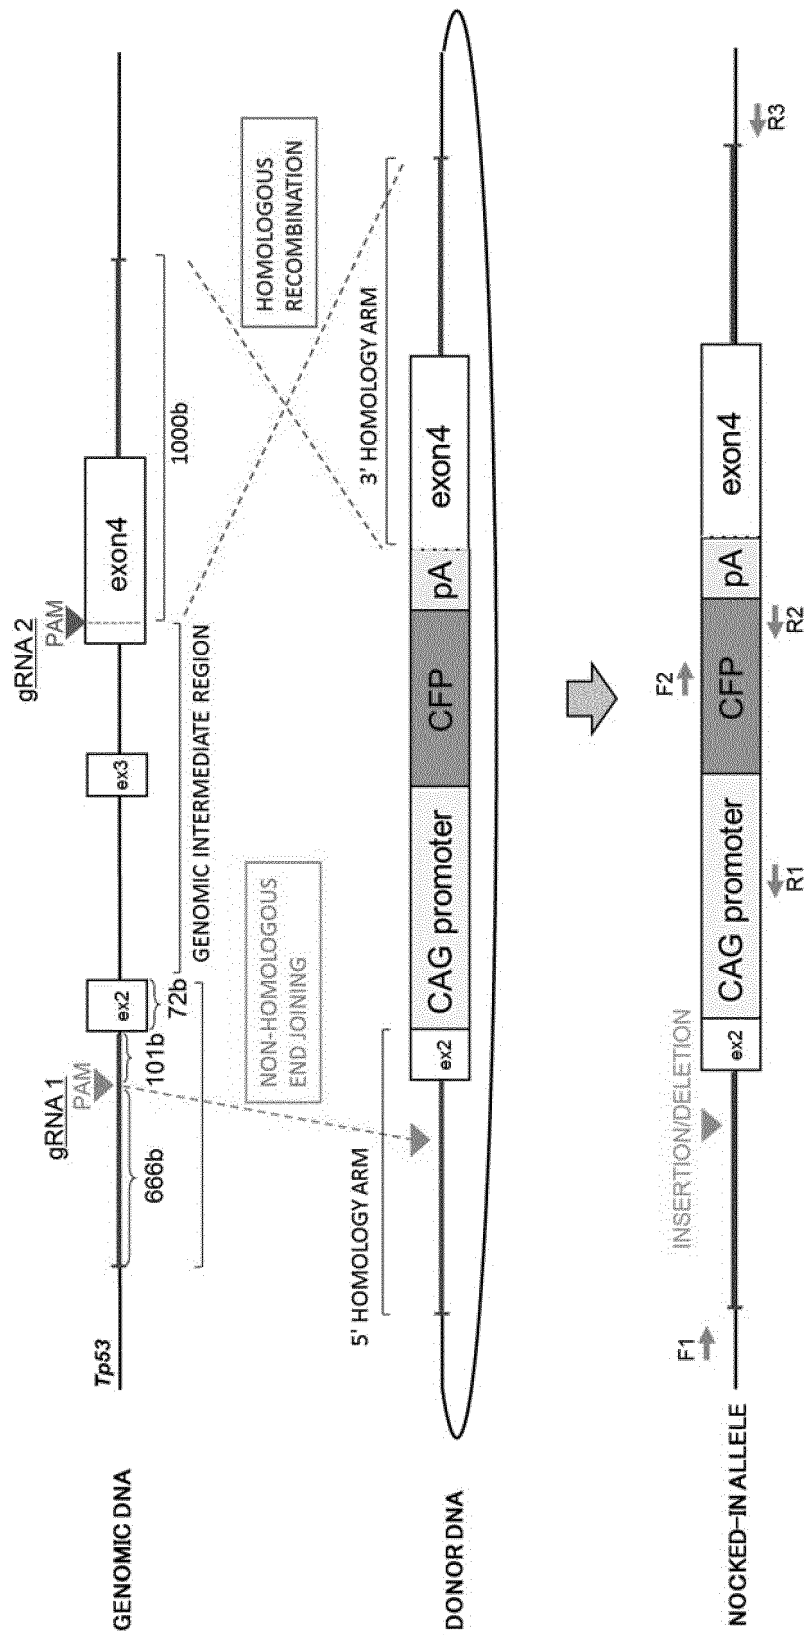 GENOMIC DNA
Tp53
gRNA 1
PAM
gRNA 2
PAM
666b
101b
ex2
72b
ex3
exon4
GENOMIC INTERMEDIATE REGION
1000b
NON-HOMOLOGOUS
END JOINING
HOMOLOGOUS
RECOMBINATION
5' HOMOLOGY ARM
3' HOMOLOGY ARM
DONOR DNA
ex2
CAG promoter
CFP
pA
exon4
INSERTION/DELETION
F1
F2
NOCKED-IN ALLELE
ex2
CAG promoter
CFP
pA
exon4
R1
R2
R3